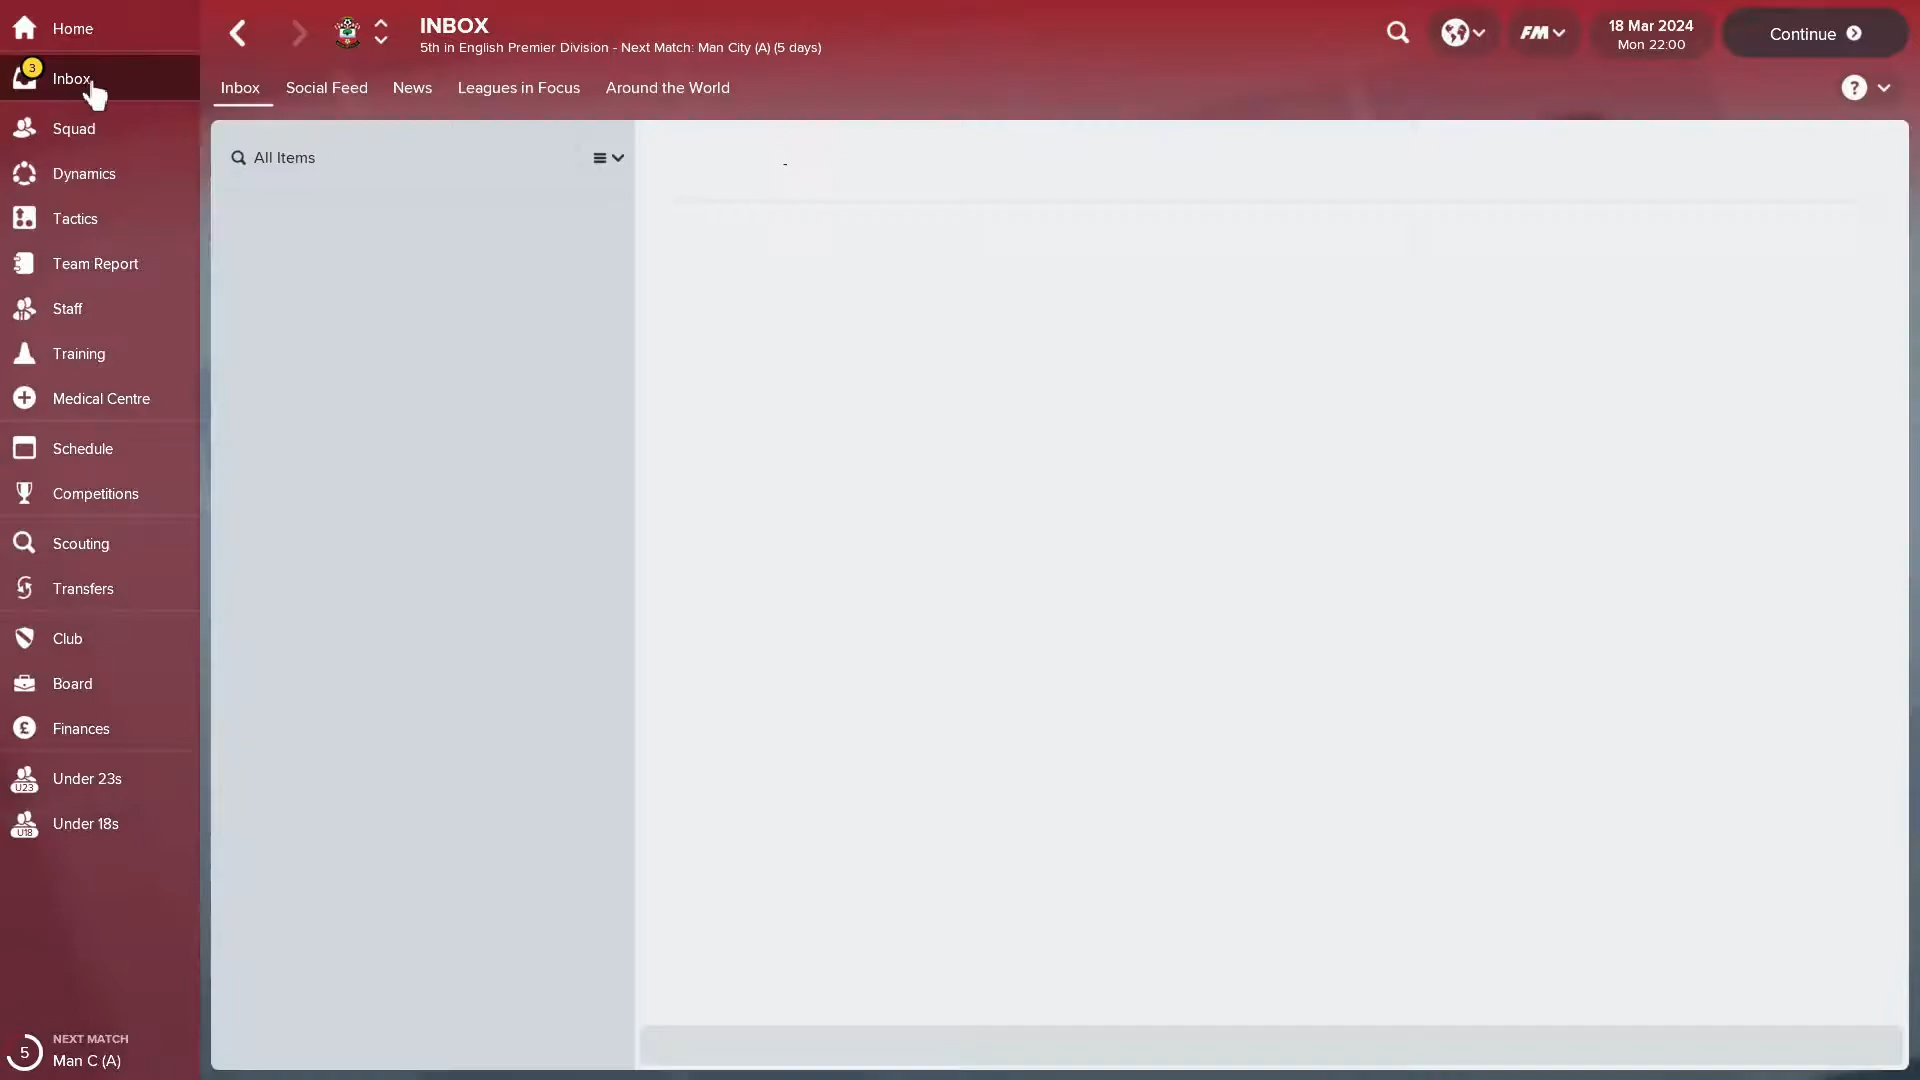 Home
3
Inbox
Squad
Dynamics
Tactics
Team Report
Staff
Training
Medical Centre
Schedule
Competitions
Scouting
Transfers
Club
Board
£
Finances
U23
Under 23s
U18
Under 18s
5
NEXT MATCH
Man C (A)
INBOX
5th in English Premier Division - Next Match: Man City (A) (5 days)
FM
18 Mar 2024
Mon 22:00
Continue
Inbox
Social Feed
News
Leagues in Focus
Around the World
?
All Items
-